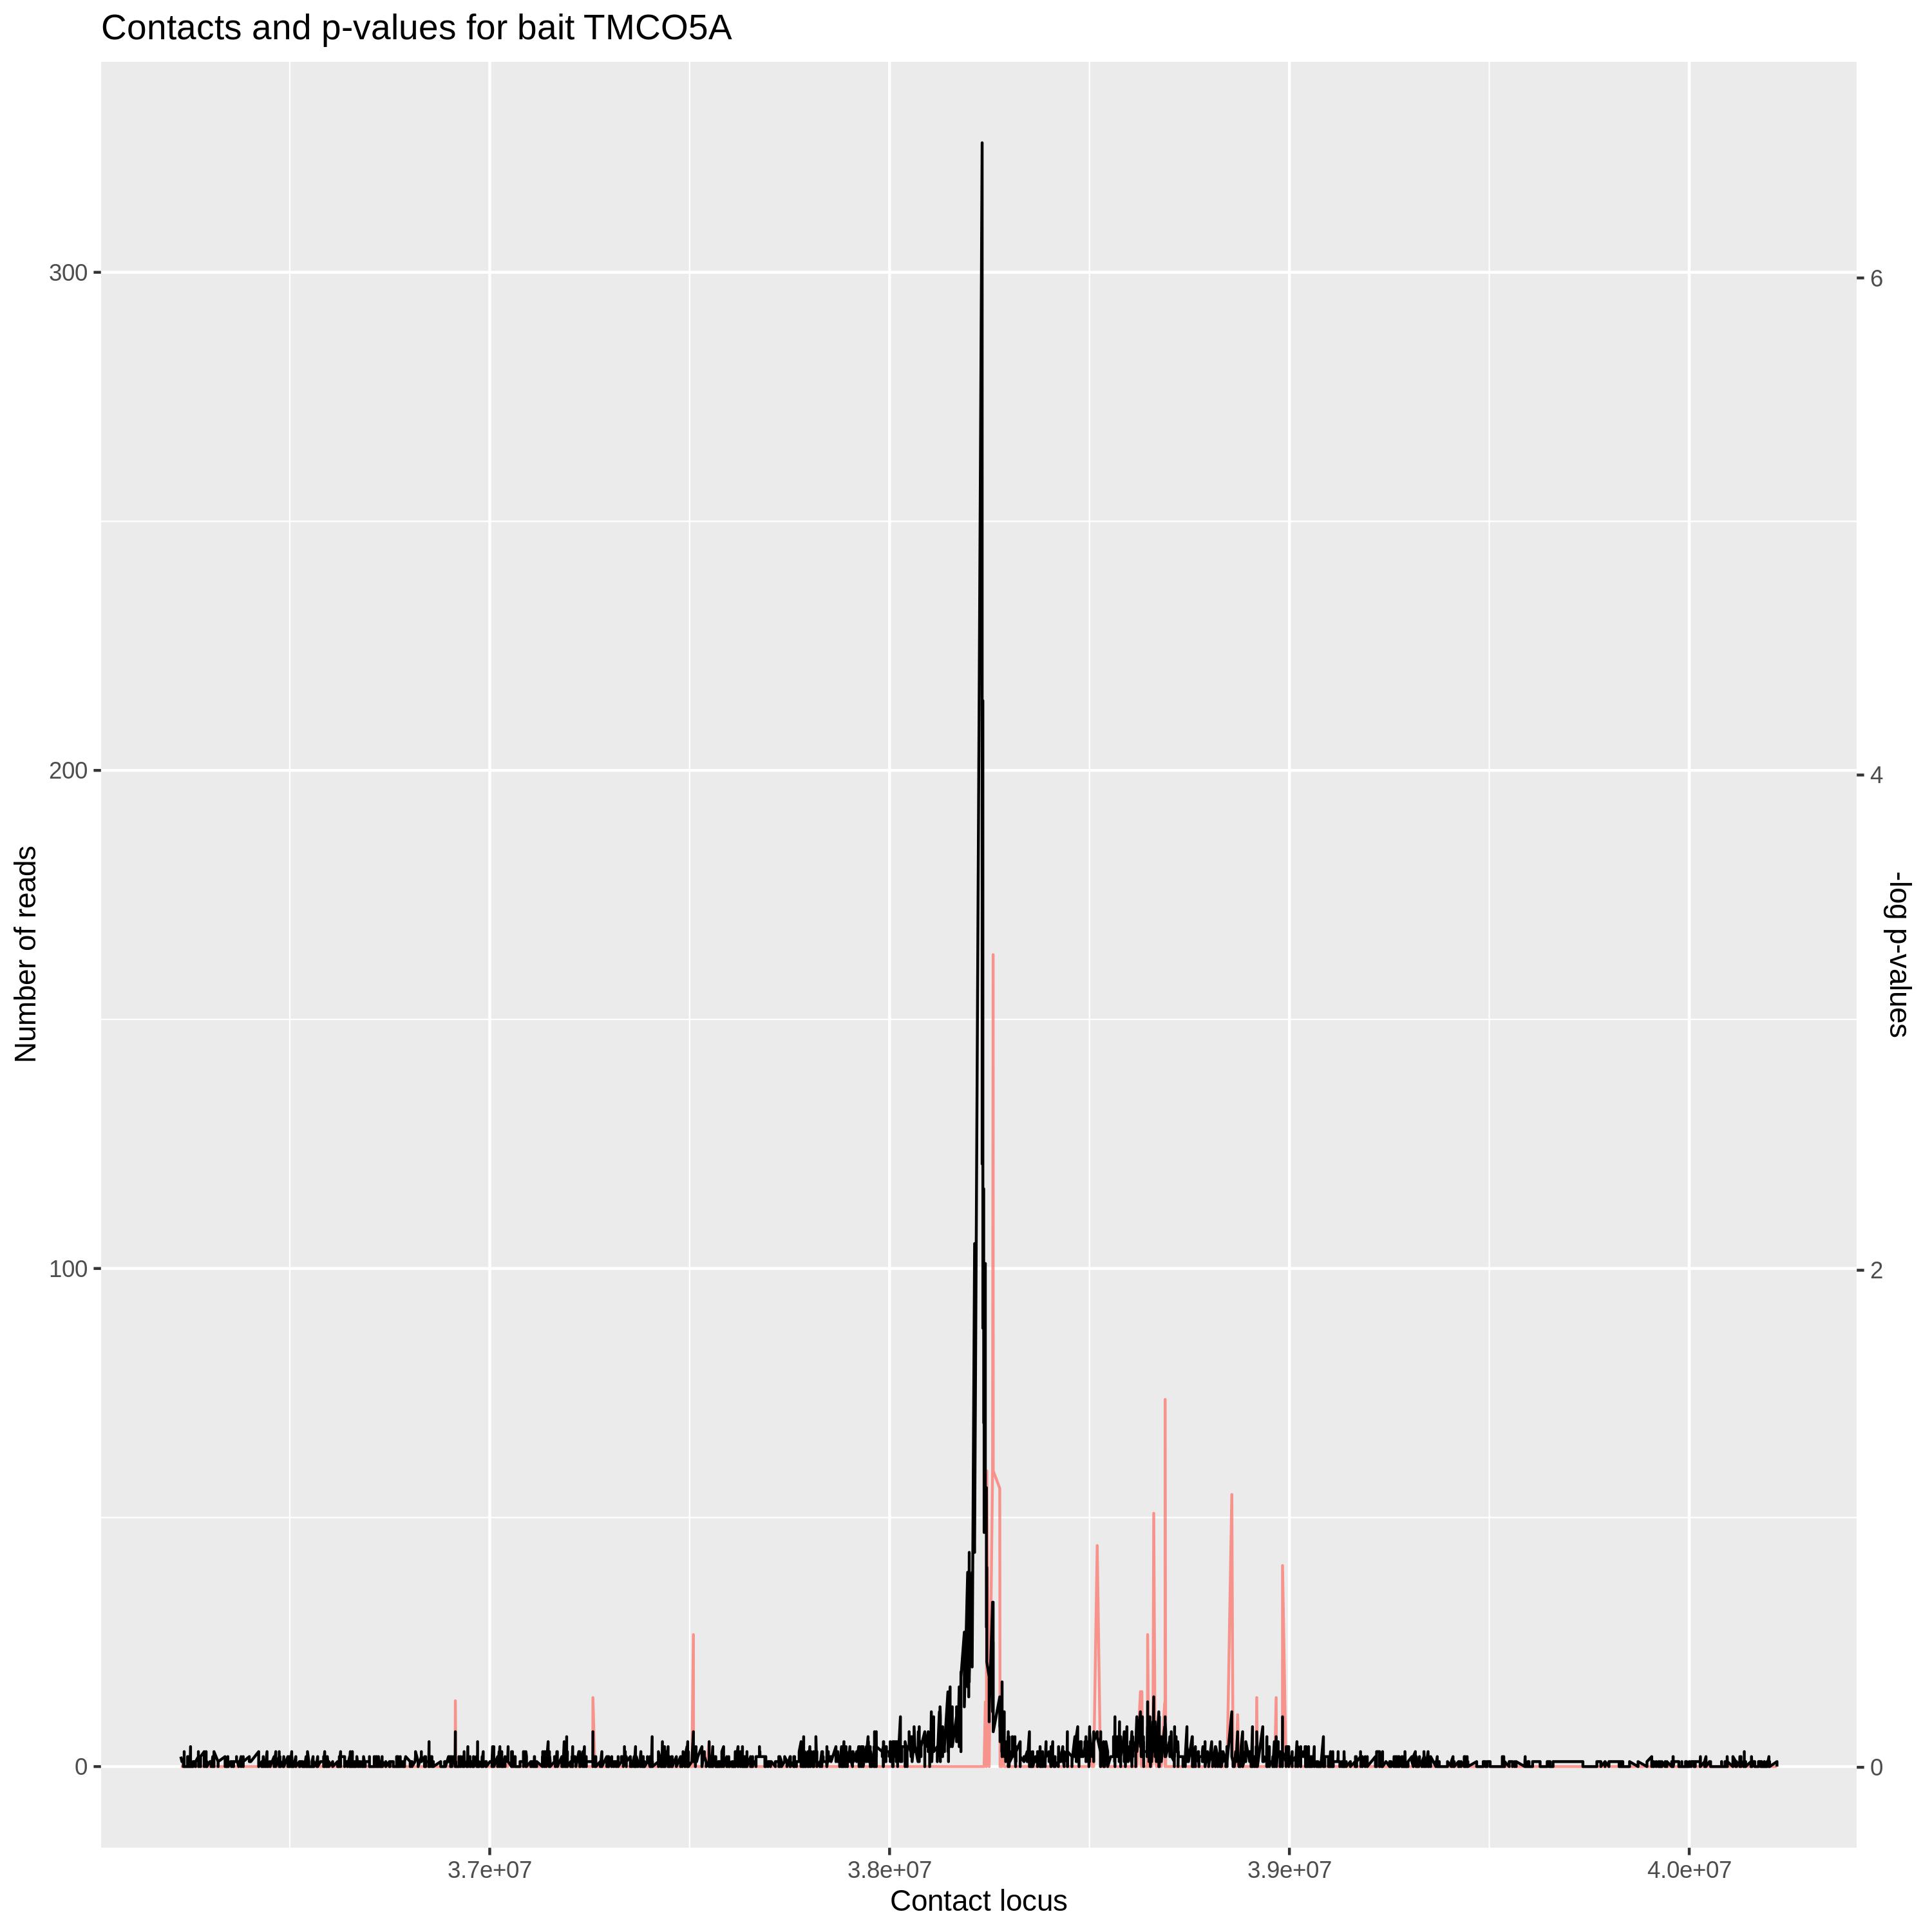 Contacts and p-values for bait TMCO5A
300
200
100
0
Number of reads
6
4
2
0
-log p-values
3.7e+07
3.8e+07
3.9e+07
4.0e+07
Contact locus